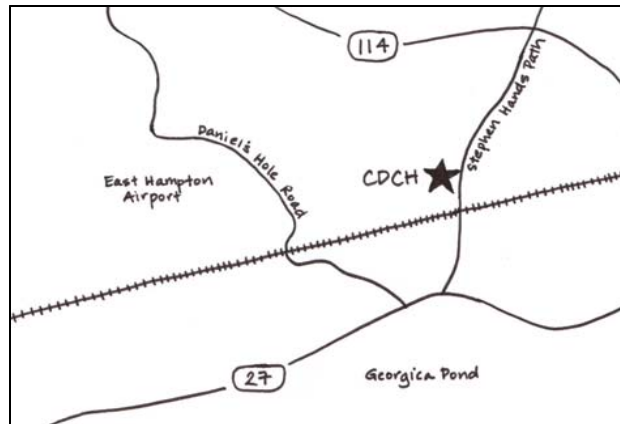 114
Stephen Hands Path
Daniel's Hole Road
CDCH
East Hampton
Airport
27
Georgica Pond